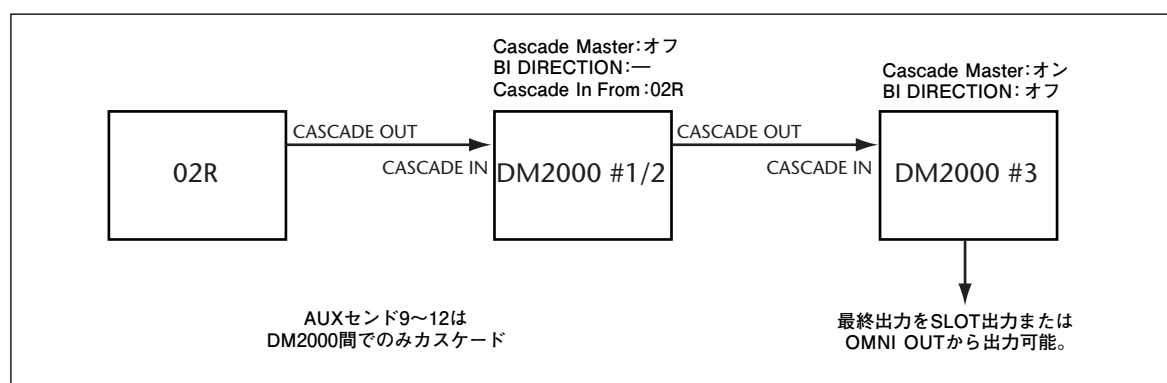 Cascade Master:オフ
BI DIRECTION:—
Cascade In From:02R
Cascade Master:オン
BI DIRECTION:オフ
02R
CASCADE OUT
CASCADE IN
DM2000 #1/2
CASCADE OUT
CASCADE IN
DM2000 #3
AUXセンド9〜12は
DM2000間でのみカスケード
最終出力をSLOT出力または
OMNI OUTから出力可能。